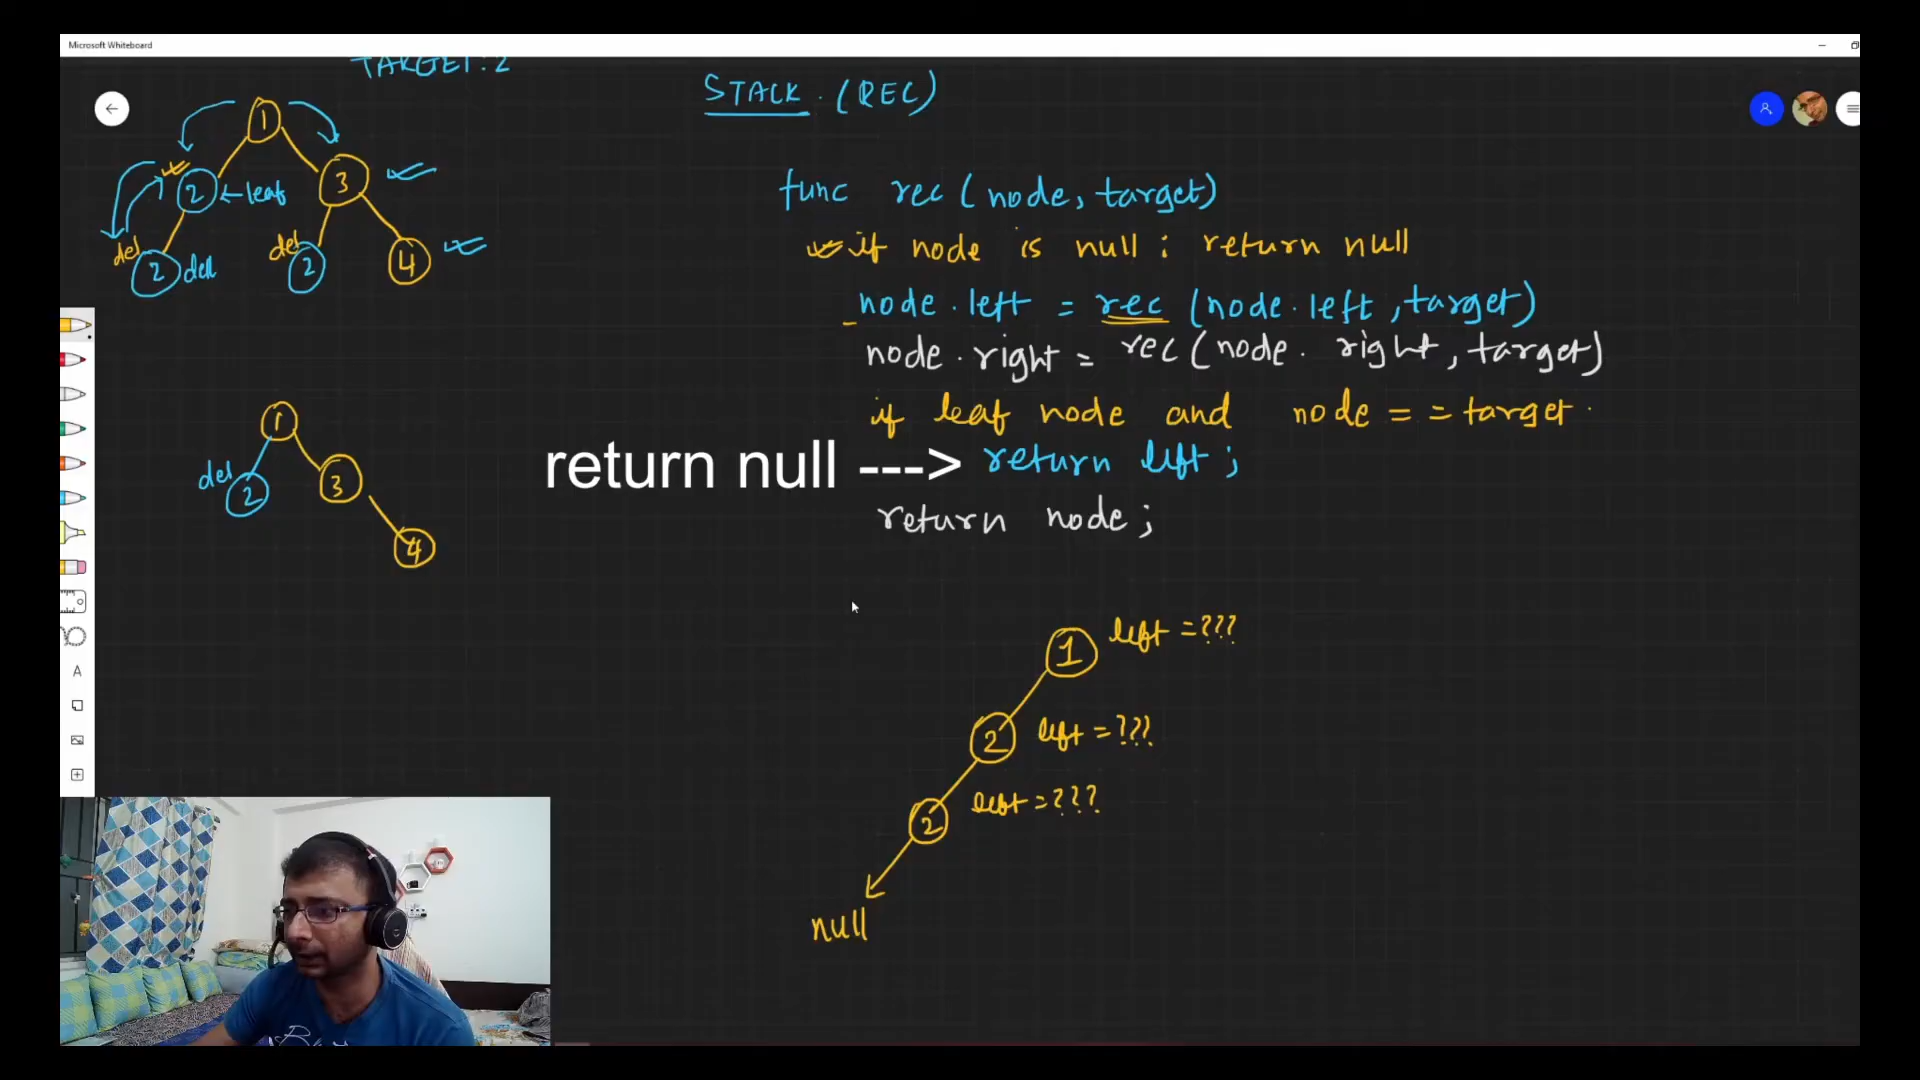 Microsoft Whiteboard
TARGET: 2
STACK. (REC)
1
2 ← leaf
3
del
2 del
del
2
4
func rec (node, target)
if node is null : return null
node.left = rec (node.left, target)
node.right = rec (node. right, target)
if leaf node and node == target.
return null ---> return left;
return node;
1
del
2
3
4
1 left = ???
2 left = ???
2 left = ???
null
A